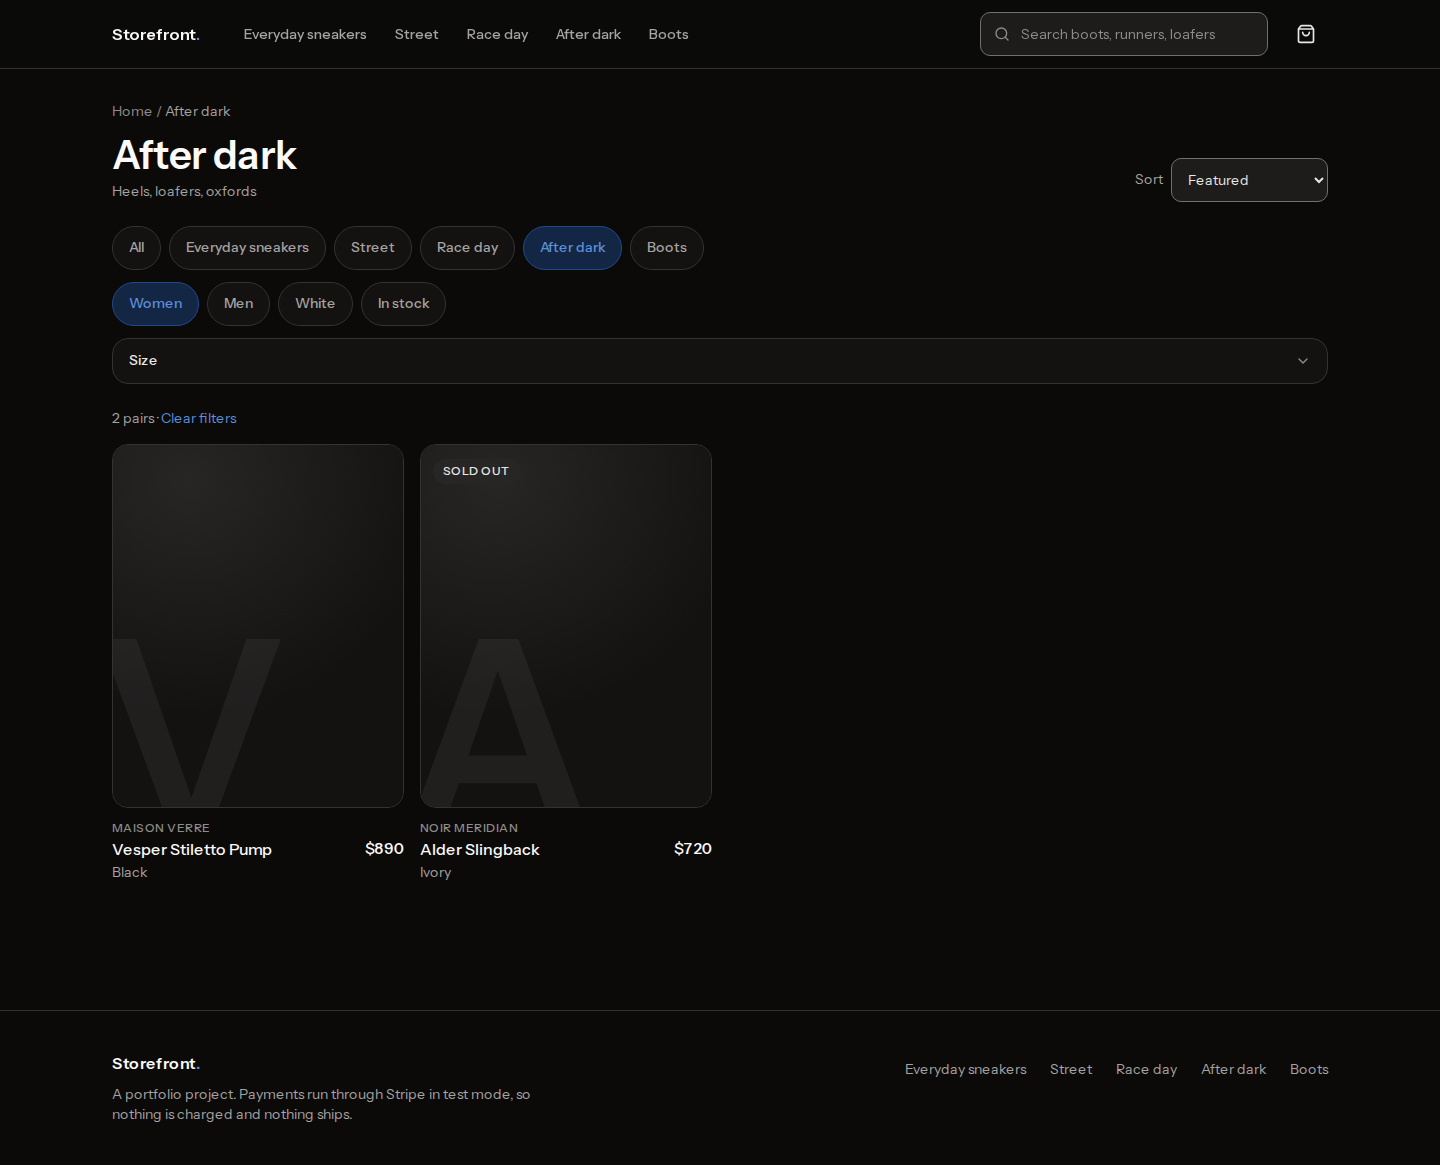 Storefront.
Everyday sneakers Street Race day After dark Boots
Search boots, runners, loafers
Home / After dark
After dark
Heels, loafers, oxfords
Sort Featured
All Everyday sneakers Street Race day After dark Boots
Women Men White In stock
Size
2 pairs · Clear filters
SOLD OUT
V A
MAISON VERRE NOIR MERIDIAN
Vesper Stiletto Pump $890 Alder Slingback $720
Black Ivory
Storefront.
Everyday sneakers Street Race day After dark Boots
A portfolio project. Payments run through Stripe in test mode, so
nothing is charged and nothing ships.